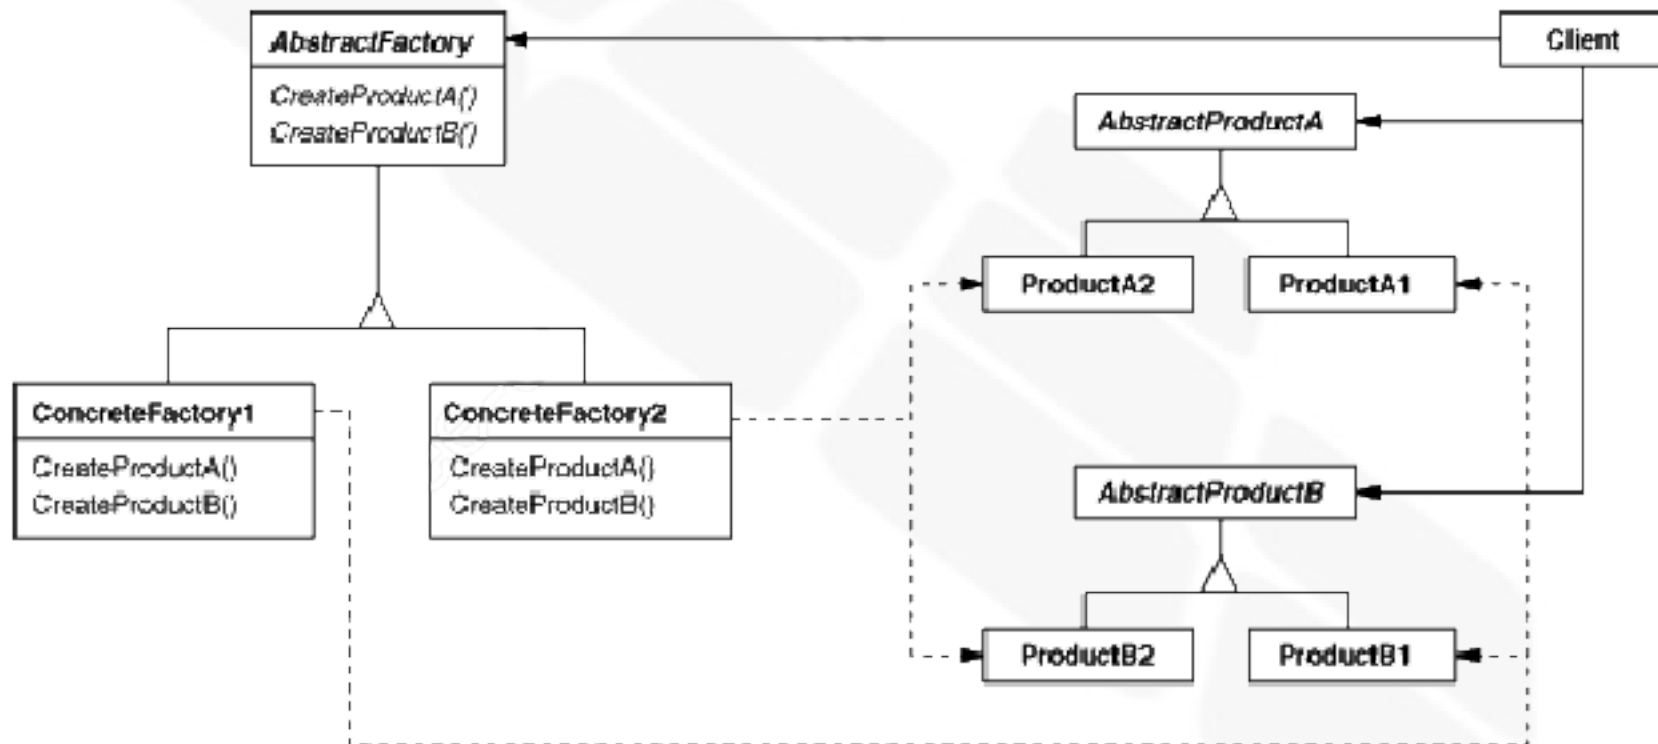 AbstractFactory
CreateProductA()
CreateProductB()
Client
AbstractProductA
ProductA2
ProductA1
ConcreteFactory1
CreateProductA()
CreateProductB()
ConcreteFactory2
CreateProductA()
CreateProductB()
AbstractProductB
ProductB2
ProductB1